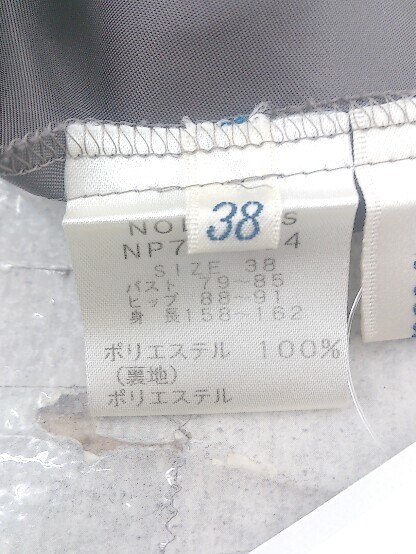 38
SIZE 38
バスト 79~85
ヒップ 88~91
身 長158~162
ポリエステル 100%
(裏地)
ポリエステル